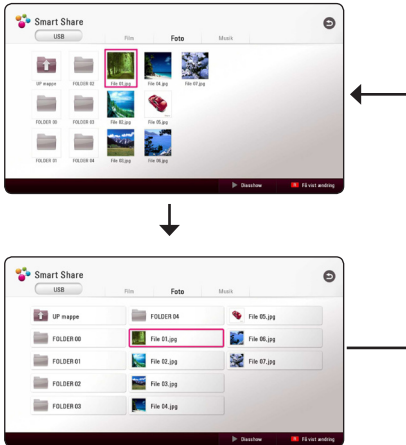 Smart Share
USB Film Foto Musik
UP mappe FOLDER 02 File 01.jpg File 04.jpg File 07.jpg
FOLDER 00 FOLDER 03 File 02.jpg File 05.jpg
FOLDER 01 FOLDER 04 File 03.jpg File 06.jpg
Diasshow Få vist ændring
Smart Share
USB Film Foto Musik
UP mappe FOLDER 04 File 05.jpg
FOLDER 00 File 01.jpg File 06.jpg
FOLDER 01 File 02.jpg File 07.jpg
FOLDER 02 File 03.jpg
FOLDER 03 File 04.jpg
Diasshow Få vist ændring